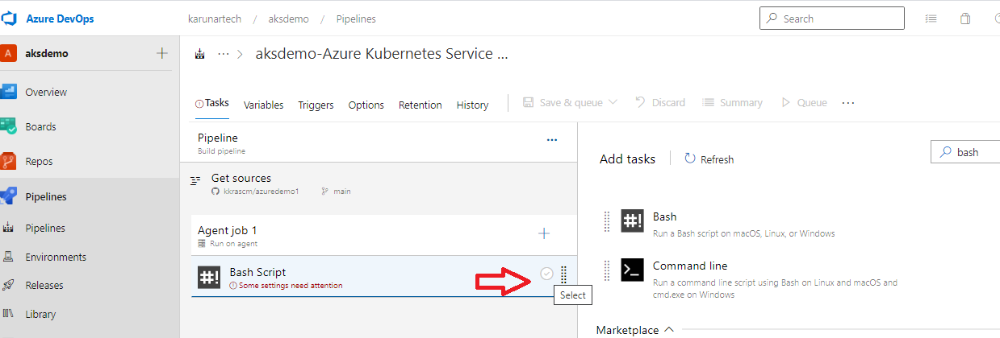 Azure DevOps
karunartech / aksdemo / Pipelines
Search
A
aksdemo
aksdemo-Azure Kubernetes Service ...
Overview
Boards
Repos
Pipelines
Pipelines
Environments
Releases
Library
Tasks
Variables
Triggers
Options
Retention
History
Save & queue
Discard
Summary
Queue
Pipeline
Build pipeline
Get sources
kkrascm/azuredemo1
main
Agent job 1
Run on agent
#!
Bash Script
Some settings need attention
Select
Add tasks
Refresh
bash
#!
Bash
Run a Bash script on macOS, Linux, or Windows
Command line
Run a command line script using Bash on Linux and macOS and
cmd.exe on Windows
Marketplace